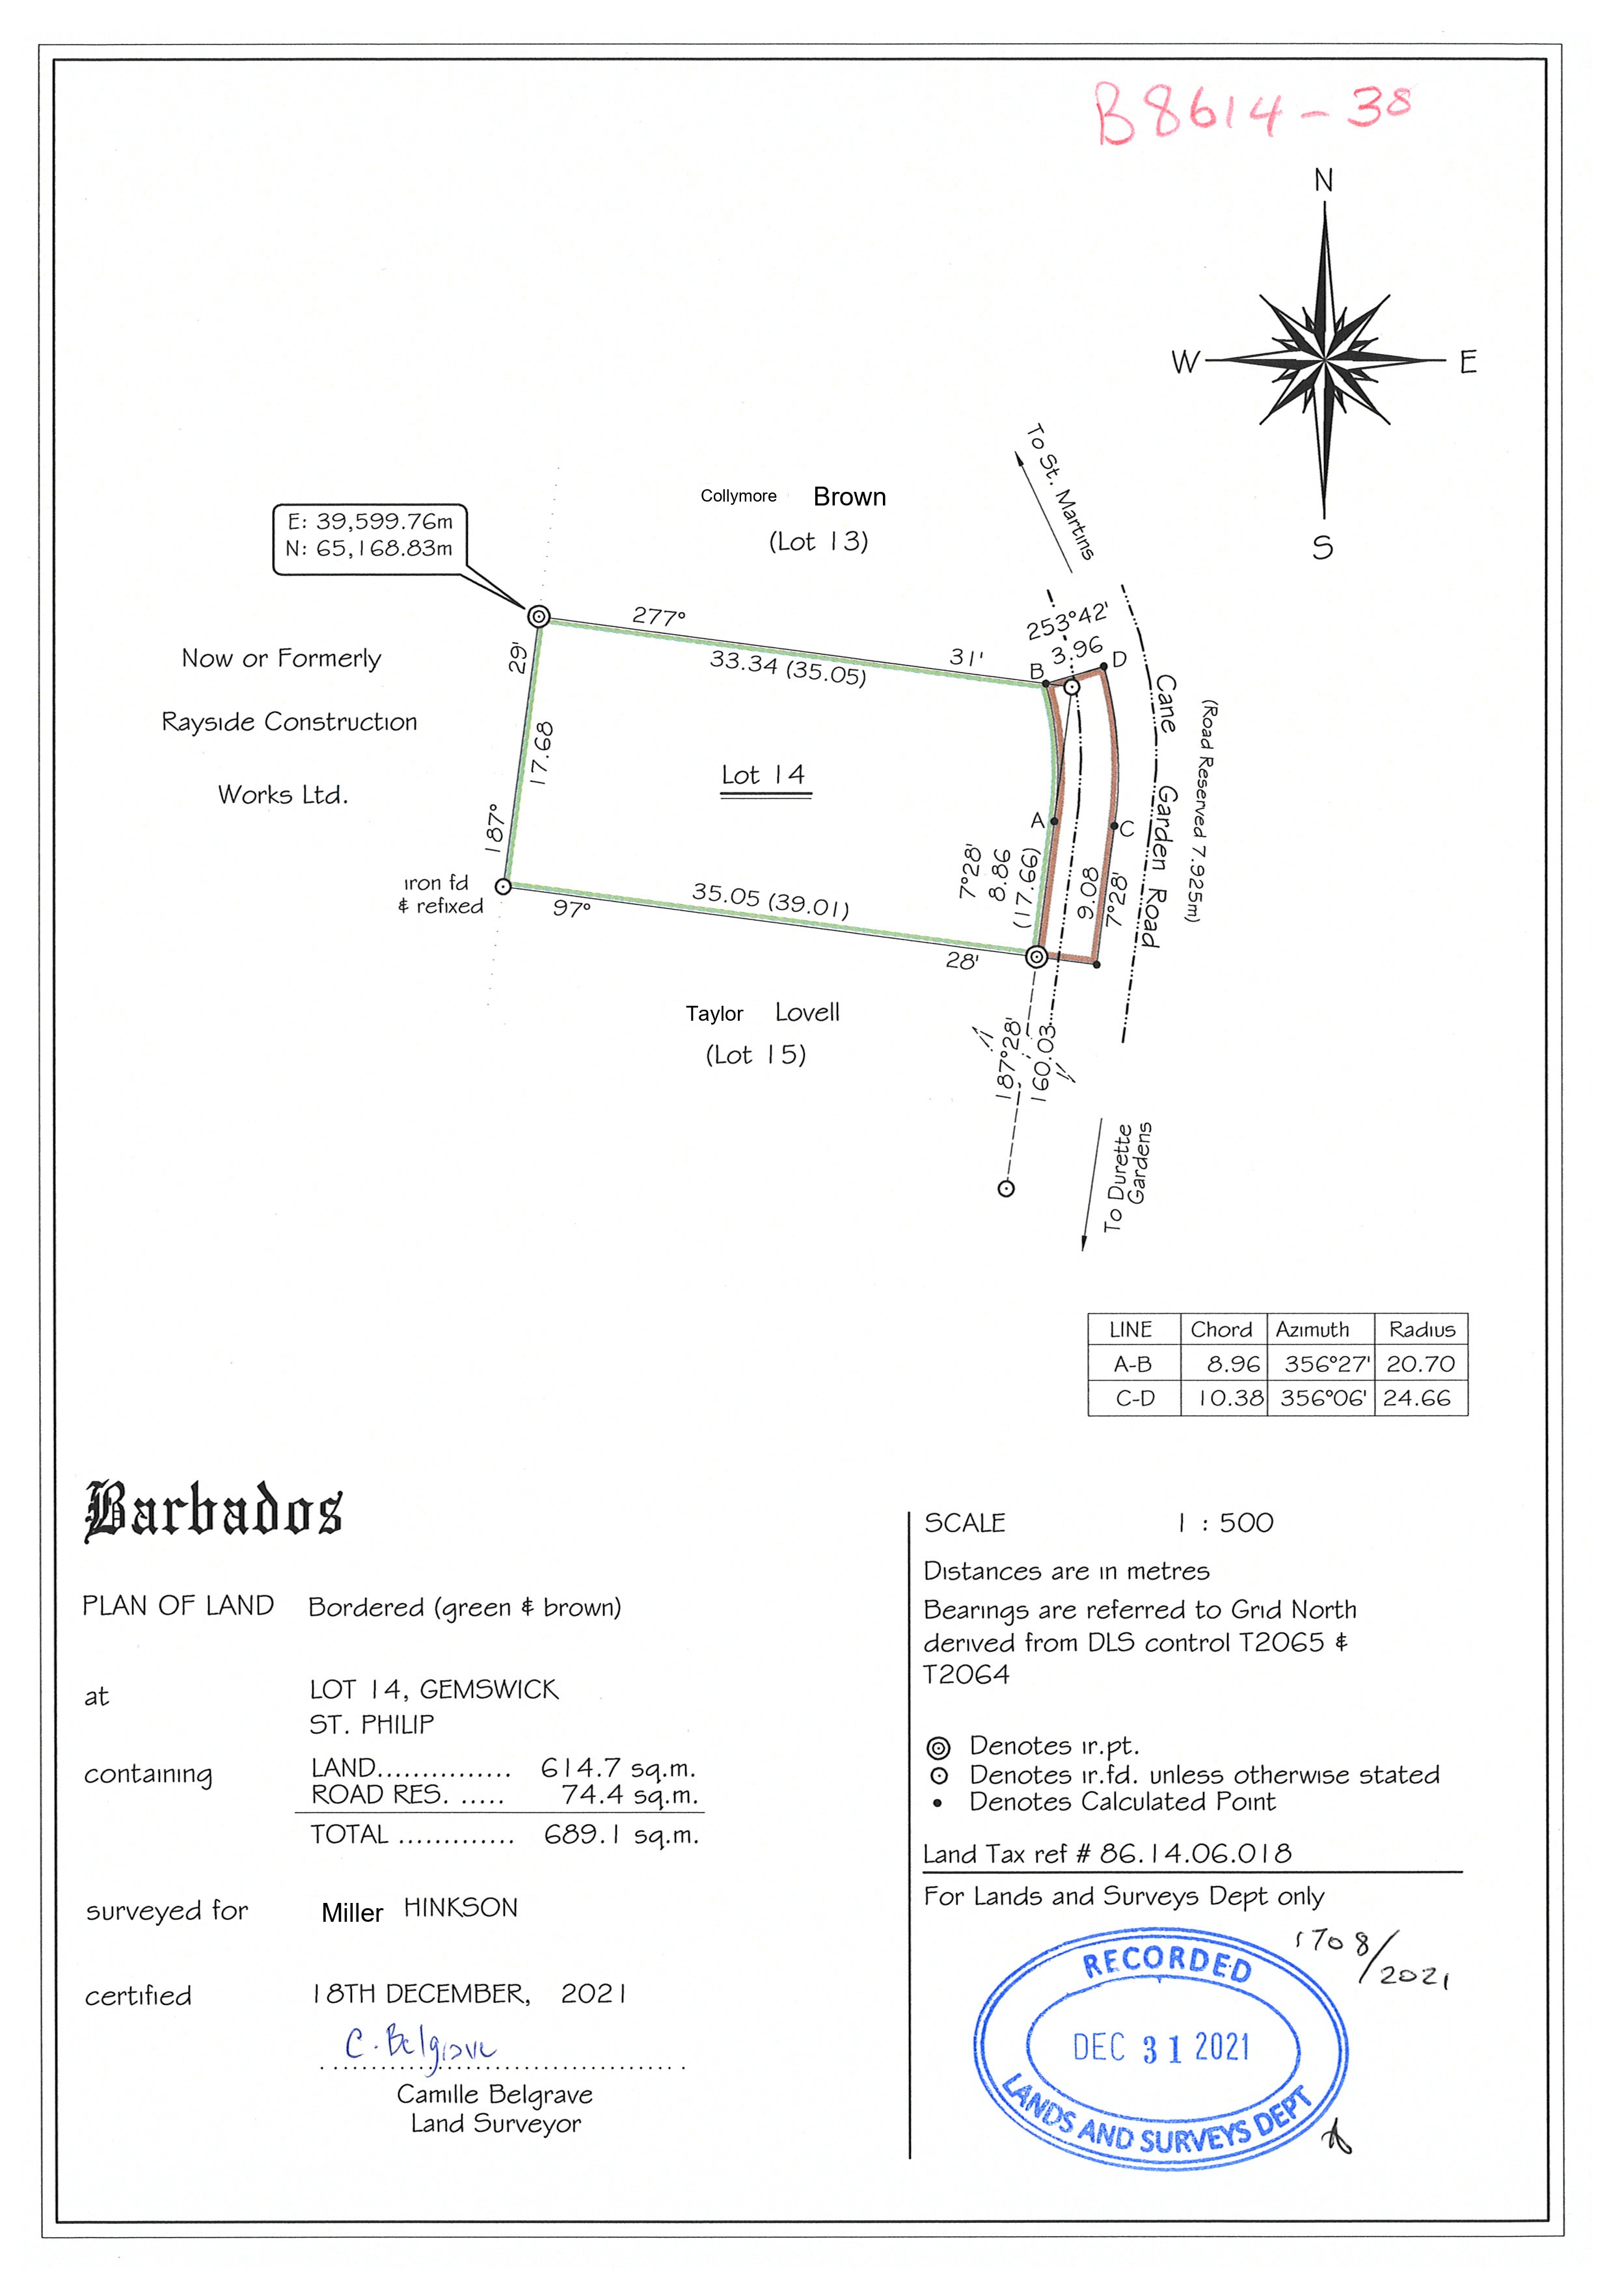 B8614-38
N
W E
S
To St. Martins
Collymore Brown
(Lot 13)
E: 39,599.76m
N: 65,168.83m
277°
31'
33.34 (35.05)
253°42'
3.96
B
D
29'
17.68
187°
Now or Formerly
Rayside Construction
Works Ltd.
Lot 14
A
C
Cane Garden Road
(Road Reserved 7.925m)
7°28'
8.86
(17.66)
9.08
7°28'
iron fd
& refixed
97°
35.05 (39.01)
28'
Taylor Lovell
(Lot 15)
187°28'
160.03
To Durette
Gardens
LINE Chord Azimuth Radius
A-B 8.96 356°27' 20.70
C-D 10.38 356°06' 24.66
Barbados
PLAN OF LAND Bordered (green & brown)
at LOT 14, GEMSWICK
ST. PHILIP
containing LAND............... 614.7 sq.m.
ROAD RES. ..... 74.4 sq.m.
TOTAL ............. 689.1 sq.m.
surveyed for Miller HINKSON
certified 18TH DECEMBER, 2021
C. Belgrave
Camille Belgrave
Land Surveyor
SCALE 1 : 500
Distances are in metres
Bearings are referred to Grid North
derived from DLS control T2065 &
T2064
Denotes ir.pt.
Denotes ir.fd. unless otherwise stated
Denotes Calculated Point
Land Tax ref # 86.14.06.018
For Lands and Surveys Dept only
1708/2021
RECORDED
DEC 31 2021
LANDS AND SURVEYS DEPT